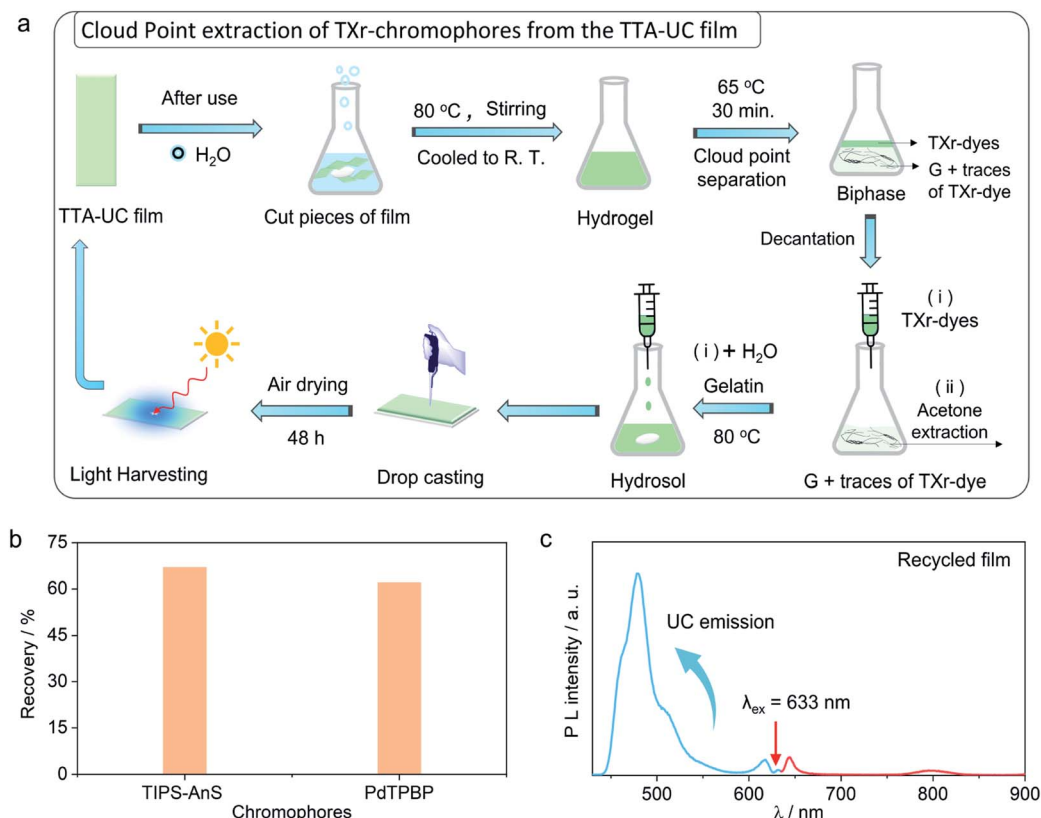 a
Cloud Point extraction of TXr-chromophores from the TTA-UC film
TTA-UC film
After use
H₂O
Cut pieces of film
80 °C , Stirring
Cooled to R. T.
Hydrogel
65 °C
30 min.
Cloud point
separation
TXr-dyes
G + traces
of TXr-dye
Biphase
Decantation
( i )
TXr-dyes
( ii )
Acetone
extraction
G + traces of TXr-dye
( i ) + H₂O
Gelatin
80 °C
Hydrosol
Drop casting
Air drying
48 h
Light Harvesting
b
75
60
45
30
15
0
Recovery / %
TIPS-AnS
PdTPBP
Chromophores
c
Recycled film
UC emission
λex = 633 nm
P L intensity / a. u.
500
600
700
800
900
λ / nm